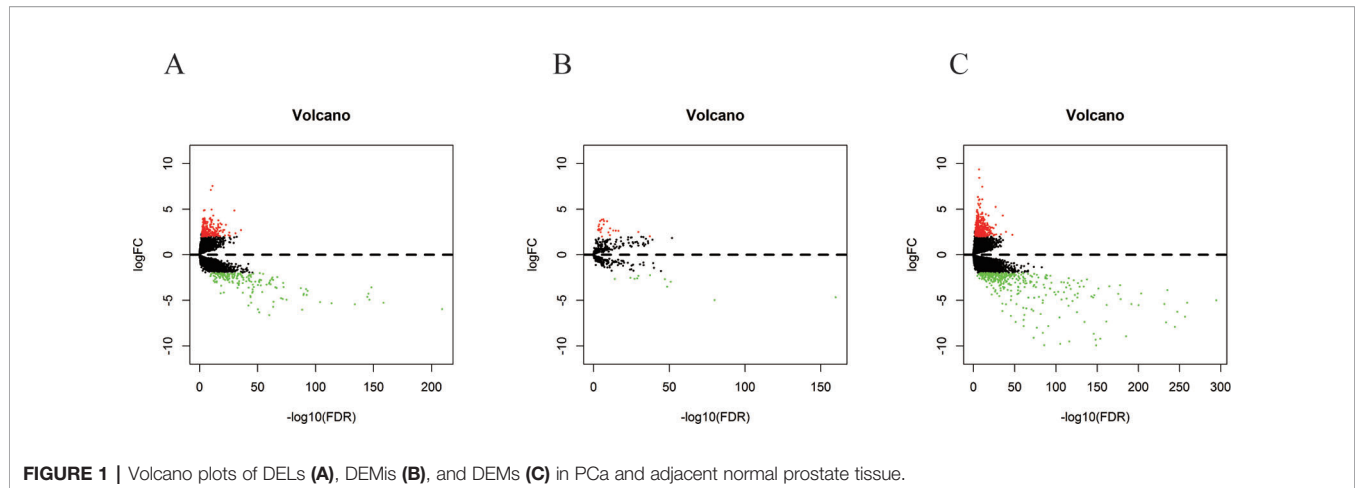 A
B
C
Volcano
Volcano
Volcano
logFC
10
5
0
-5
-10
0
50
100
150
200
-log10(FDR)
logFC
10
5
0
-5
-10
0
50
100
150
-log10(FDR)
logFC
10
5
0
-5
-10
0
50
100
150
200
250
300
-log10(FDR)
FIGURE 1 | Volcano plots of DELs (A), DEMis (B), and DEMs (C) in PCa and adjacent normal prostate tissue.